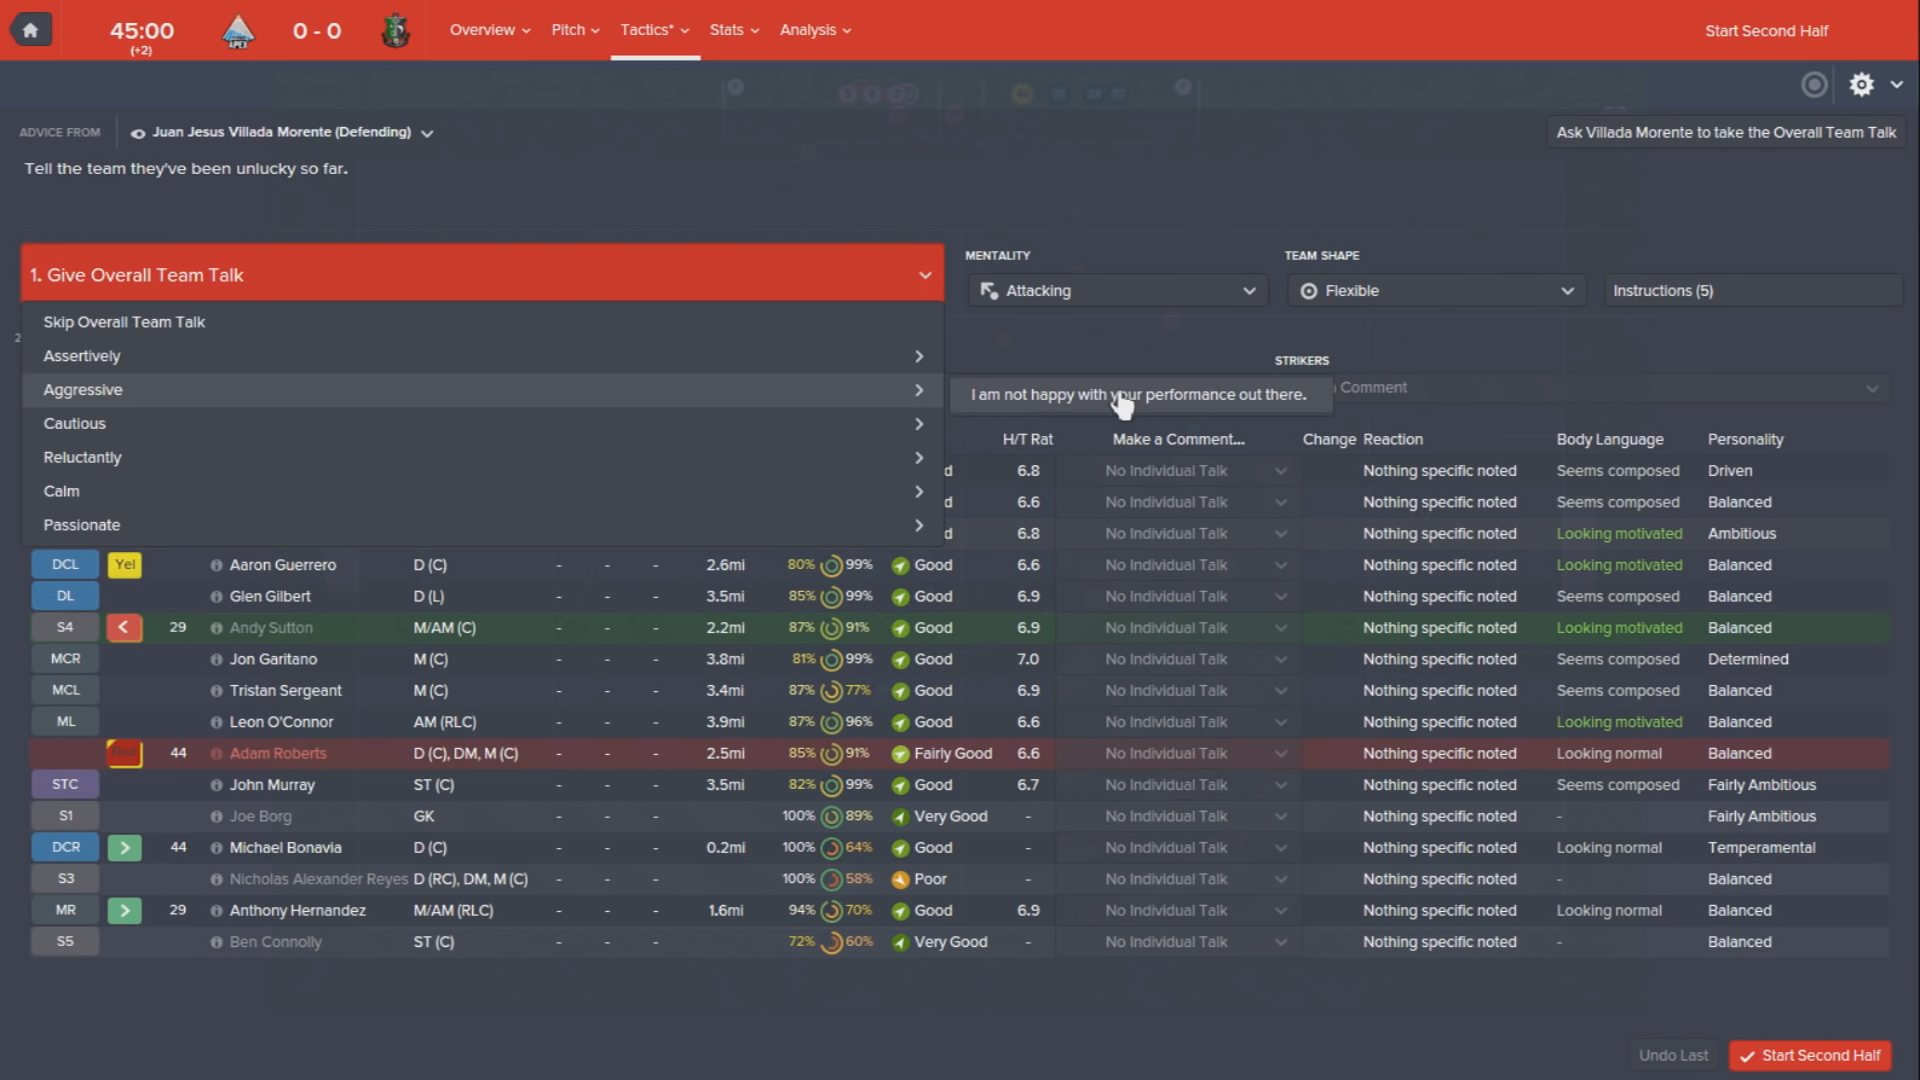 45:00
(+2)
APEX
0 - 0
Overview
Pitch
Tactics*
Stats
Analysis
Start Second Half
ADVICE FROM
Juan Jesus Villada Morente (Defending)
Ask Villada Morente to take the Overall Team Talk
Tell the team they've been unlucky so far.
1. Give Overall Team Talk
MENTALITY
Attacking
TEAM SHAPE
Flexible
Instructions (5)
Skip Overall Team Talk
Assertively
Aggressive
Cautious
Reluctantly
Calm
Passionate
2
STRIKERS
I am not happy with your performance out there.
Comment
H/T Rat Make a Comment... Change Reaction Body Language Personality
d 6.8 No Individual Talk Nothing specific noted Seems composed Driven
d 6.6 No Individual Talk Nothing specific noted Seems composed Balanced
d 6.8 No Individual Talk Nothing specific noted Looking motivated Ambitious
DCL Yel Aaron Guerrero D (C) - - - 2.6mi 80% 99% Good 6.6 No Individual Talk Nothing specific noted Looking motivated Balanced
DL Glen Gilbert D (L) - - - 3.5mi 85% 99% Good 6.9 No Individual Talk Nothing specific noted Seems composed Balanced
S4 29 Andy Sutton M/AM (C) - - - 2.2mi 87% 91% Good 6.9 No Individual Talk Nothing specific noted Looking motivated Balanced
MCR Jon Garitano M (C) - - - 3.8mi 81% 99% Good 7.0 No Individual Talk Nothing specific noted Seems composed Determined
MCL Tristan Sergeant M (C) - - - 3.4mi 87% 77% Good 6.9 No Individual Talk Nothing specific noted Seems composed Balanced
ML Leon O'Connor AM (RLC) - - - 3.9mi 87% 96% Good 6.6 No Individual Talk Nothing specific noted Looking motivated Balanced
44 Adam Roberts D (C), DM, M (C) - - - 2.5mi 85% 91% Fairly Good 6.6 No Individual Talk Nothing specific noted Looking normal Balanced
STC John Murray ST (C) - - - 3.5mi 82% 99% Good 6.7 No Individual Talk Nothing specific noted Seems composed Fairly Ambitious
S1 Joe Borg GK - - - 100% 89% Very Good - No Individual Talk Nothing specific noted - Fairly Ambitious
DCR 44 Michael Bonavia D (C) - - - 0.2mi 100% 64% Good - No Individual Talk Nothing specific noted Looking normal Temperamental
S3 Nicholas Alexander Reyes D (RC), DM, M (C) - - - 100% 58% Poor - No Individual Talk Nothing specific noted - Balanced
MR 29 Anthony Hernandez M/AM (RLC) - - - 1.6mi 94% 70% Good 6.9 No Individual Talk Nothing specific noted Looking normal Balanced
S5 Ben Connolly ST (C) - - - 72% 60% Very Good - No Individual Talk Nothing specific noted - Balanced
Undo Last
Start Second Half